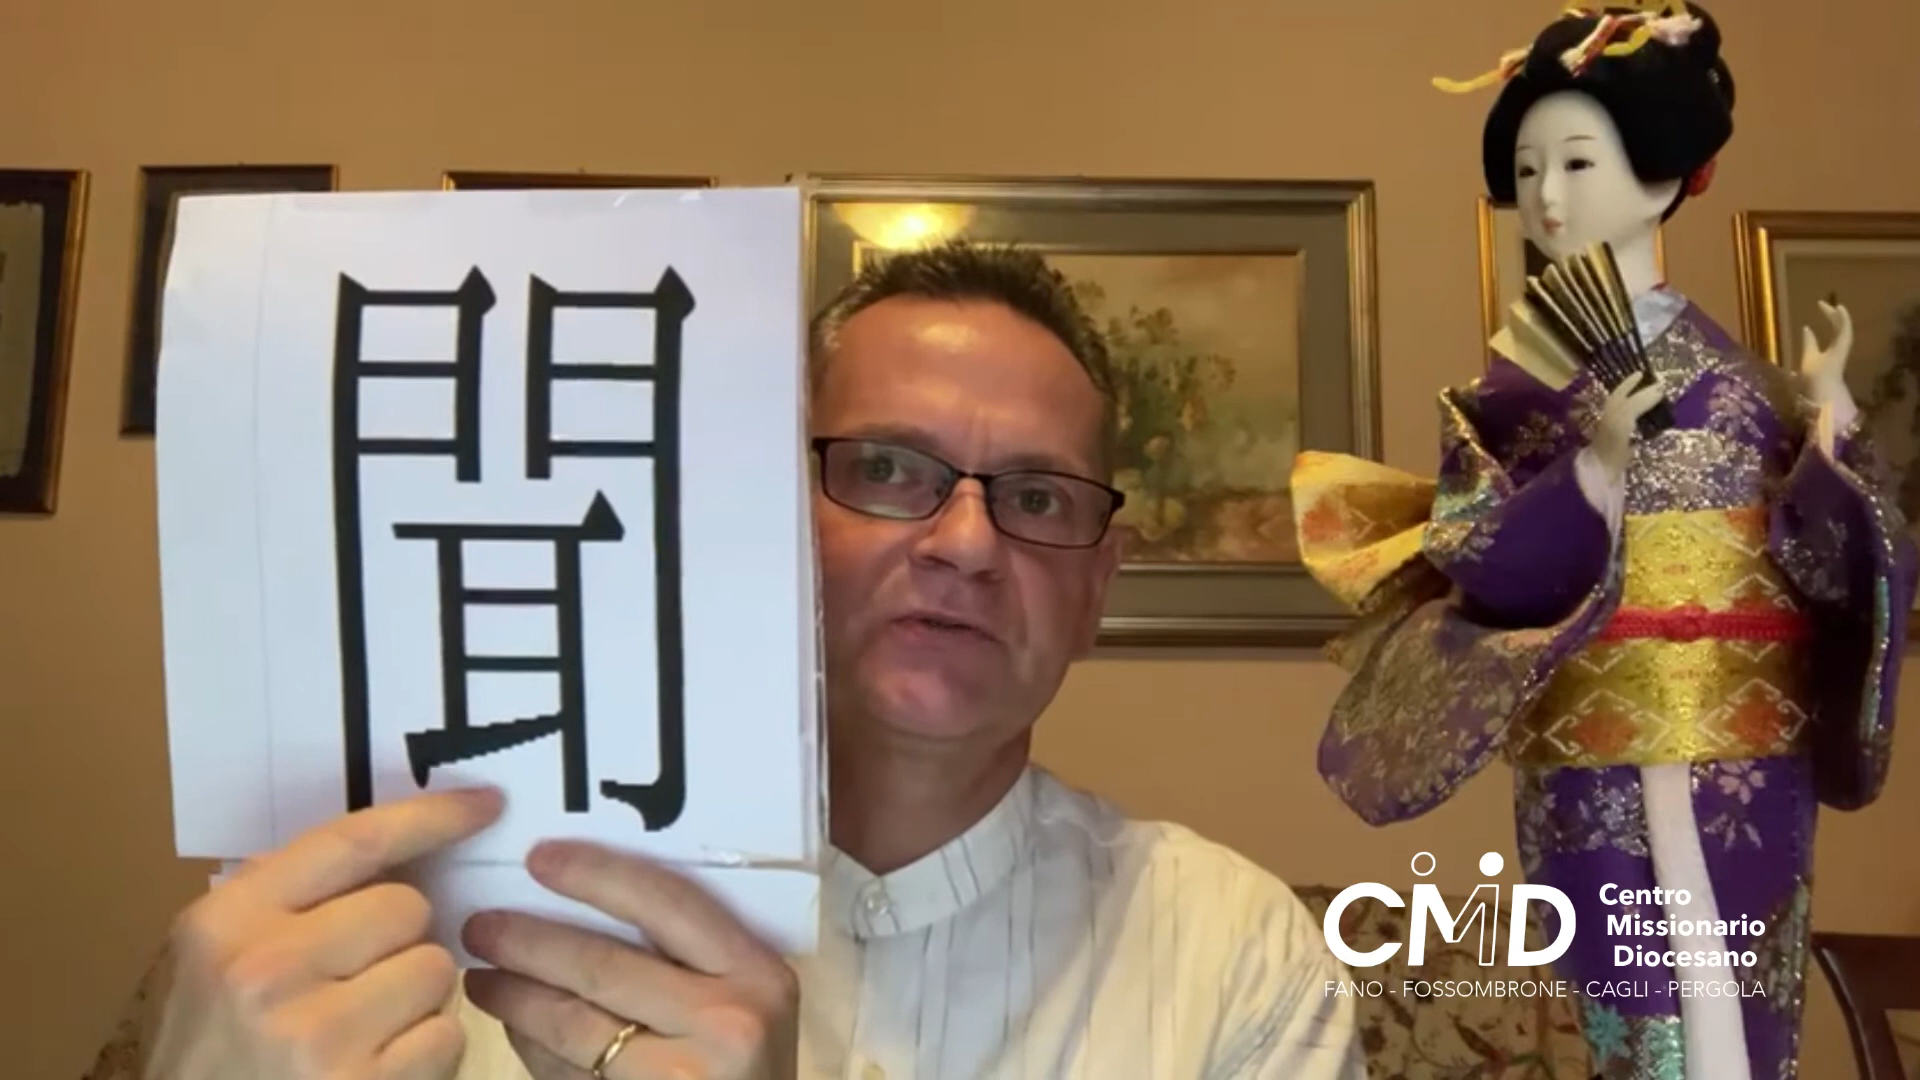 聞
CMD
Centro
Missionario
Diocesano
FANO - FOSSOMBRONE - CAGLI - PERGOLA